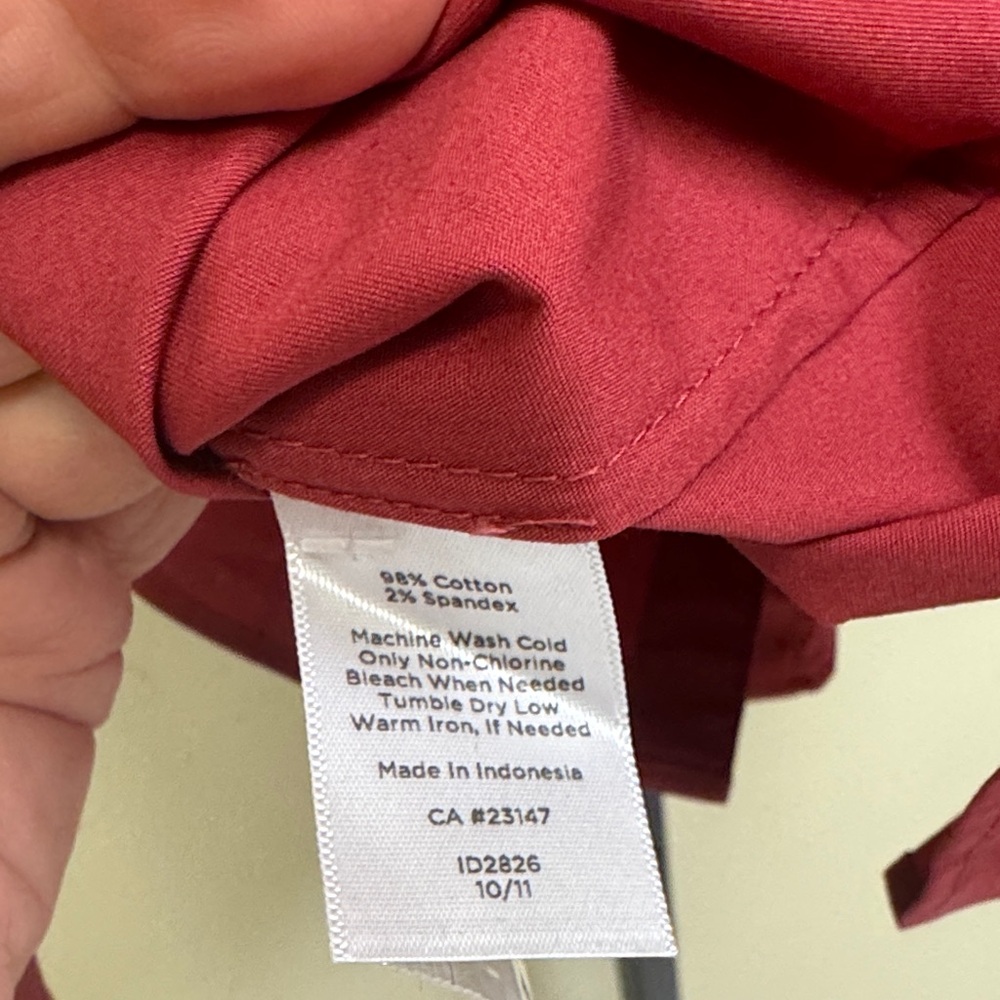 98% Cotton
2% Spandex
Machine Wash Cold
Only Non-Chlorine
Bleach When Needed
Tumble Dry Low
Warm Iron, If Needed
Made In Indonesia
CA #23147
ID2826
10/11